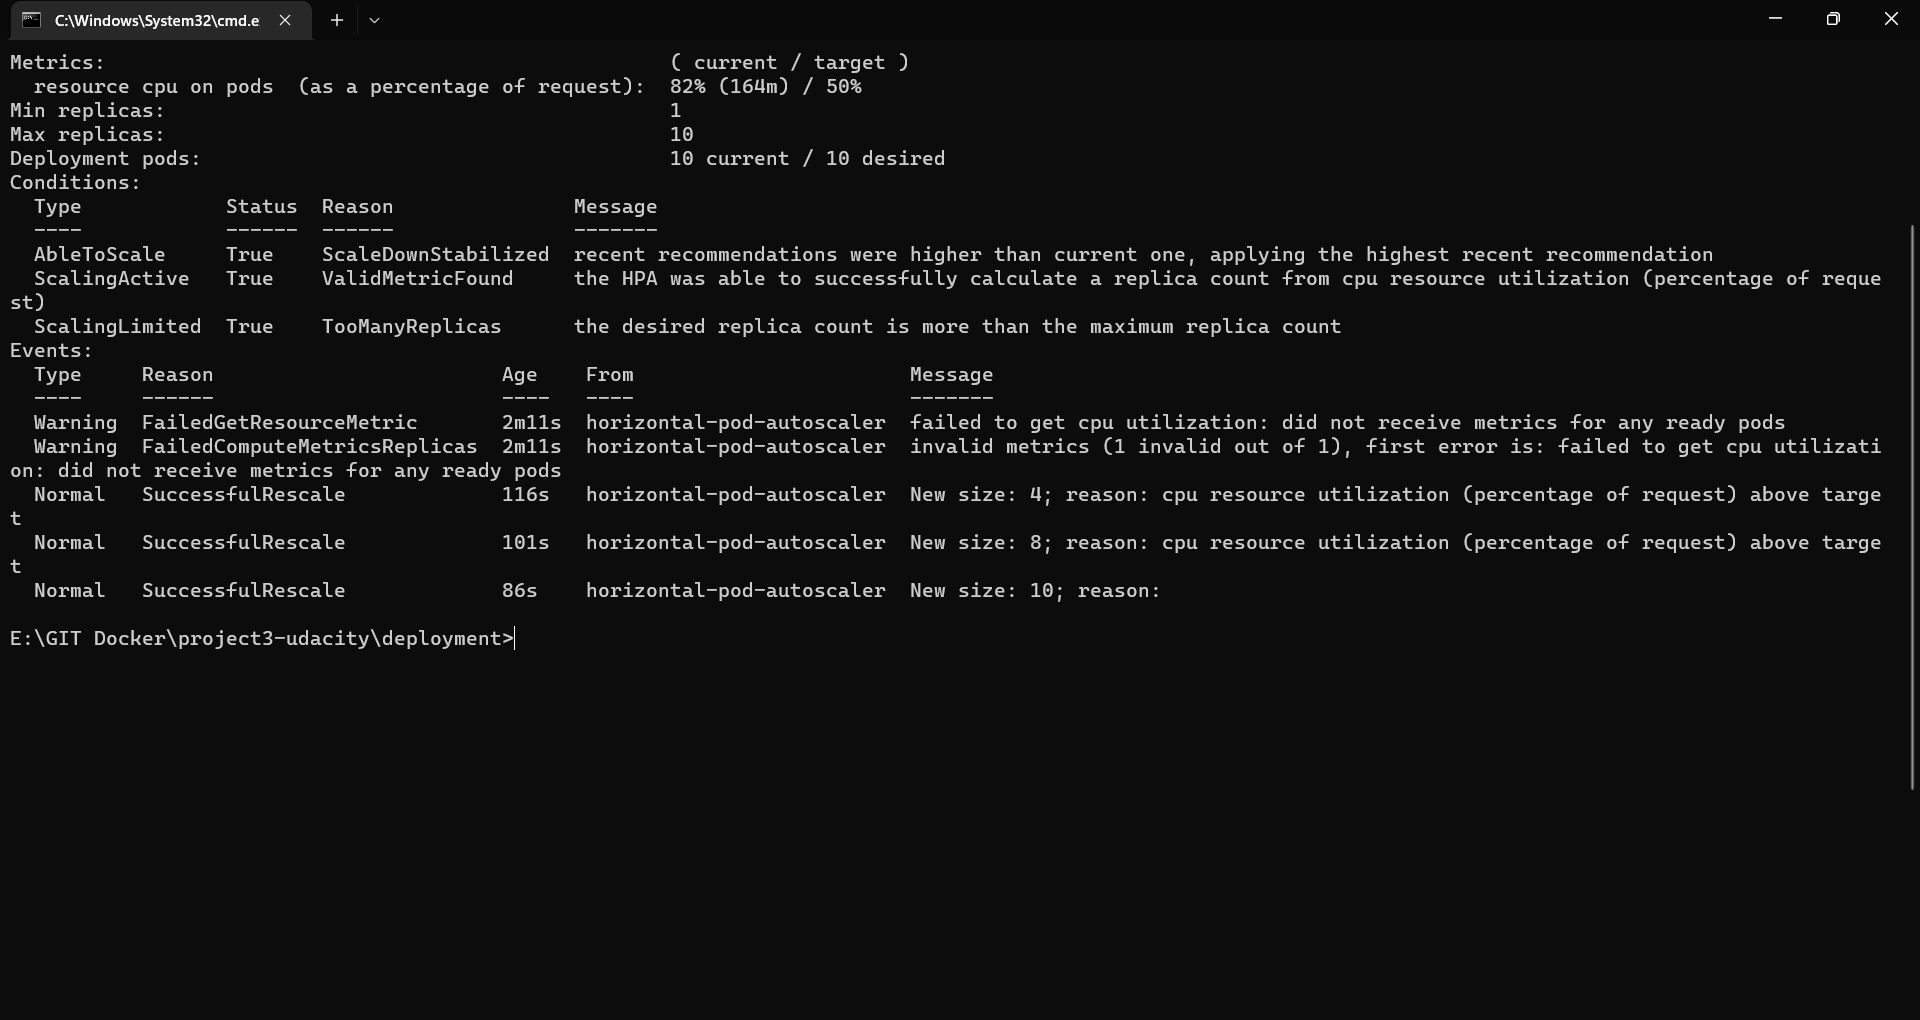 C:\Windows\System32\cmd.e
Metrics:                                               ( current / target )
  resource cpu on pods  (as a percentage of request):  82% (164m) / 50%
Min replicas:                                          1
Max replicas:                                          10
Deployment pods:                                       10 current / 10 desired
Conditions:
  Type            Status  Reason               Message
  ----            ------  ------               -------
  AbleToScale     True    ScaleDownStabilized  recent recommendations were higher than current one, applying the highest recent recommendation
  ScalingActive   True    ValidMetricFound     the HPA was able to successfully calculate a replica count from cpu resource utilization (percentage of reque
st)
  ScalingLimited  True    TooManyReplicas      the desired replica count is more than the maximum replica count
Events:
  Type     Reason                        Age    From                       Message
  ----     ------                        ----   ----                       -------
  Warning  FailedGetResourceMetric       2m11s  horizontal-pod-autoscaler  failed to get cpu utilization: did not receive metrics for any ready pods
  Warning  FailedComputeMetricsReplicas  2m11s  horizontal-pod-autoscaler  invalid metrics (1 invalid out of 1), first error is: failed to get cpu utilizati
on: did not receive metrics for any ready pods
  Normal   SuccessfulRescale             116s   horizontal-pod-autoscaler  New size: 4; reason: cpu resource utilization (percentage of request) above targe
t
  Normal   SuccessfulRescale             101s   horizontal-pod-autoscaler  New size: 8; reason: cpu resource utilization (percentage of request) above targe
t
  Normal   SuccessfulRescale             86s    horizontal-pod-autoscaler  New size: 10; reason:
E:\GIT Docker\project3-udacity\deployment>